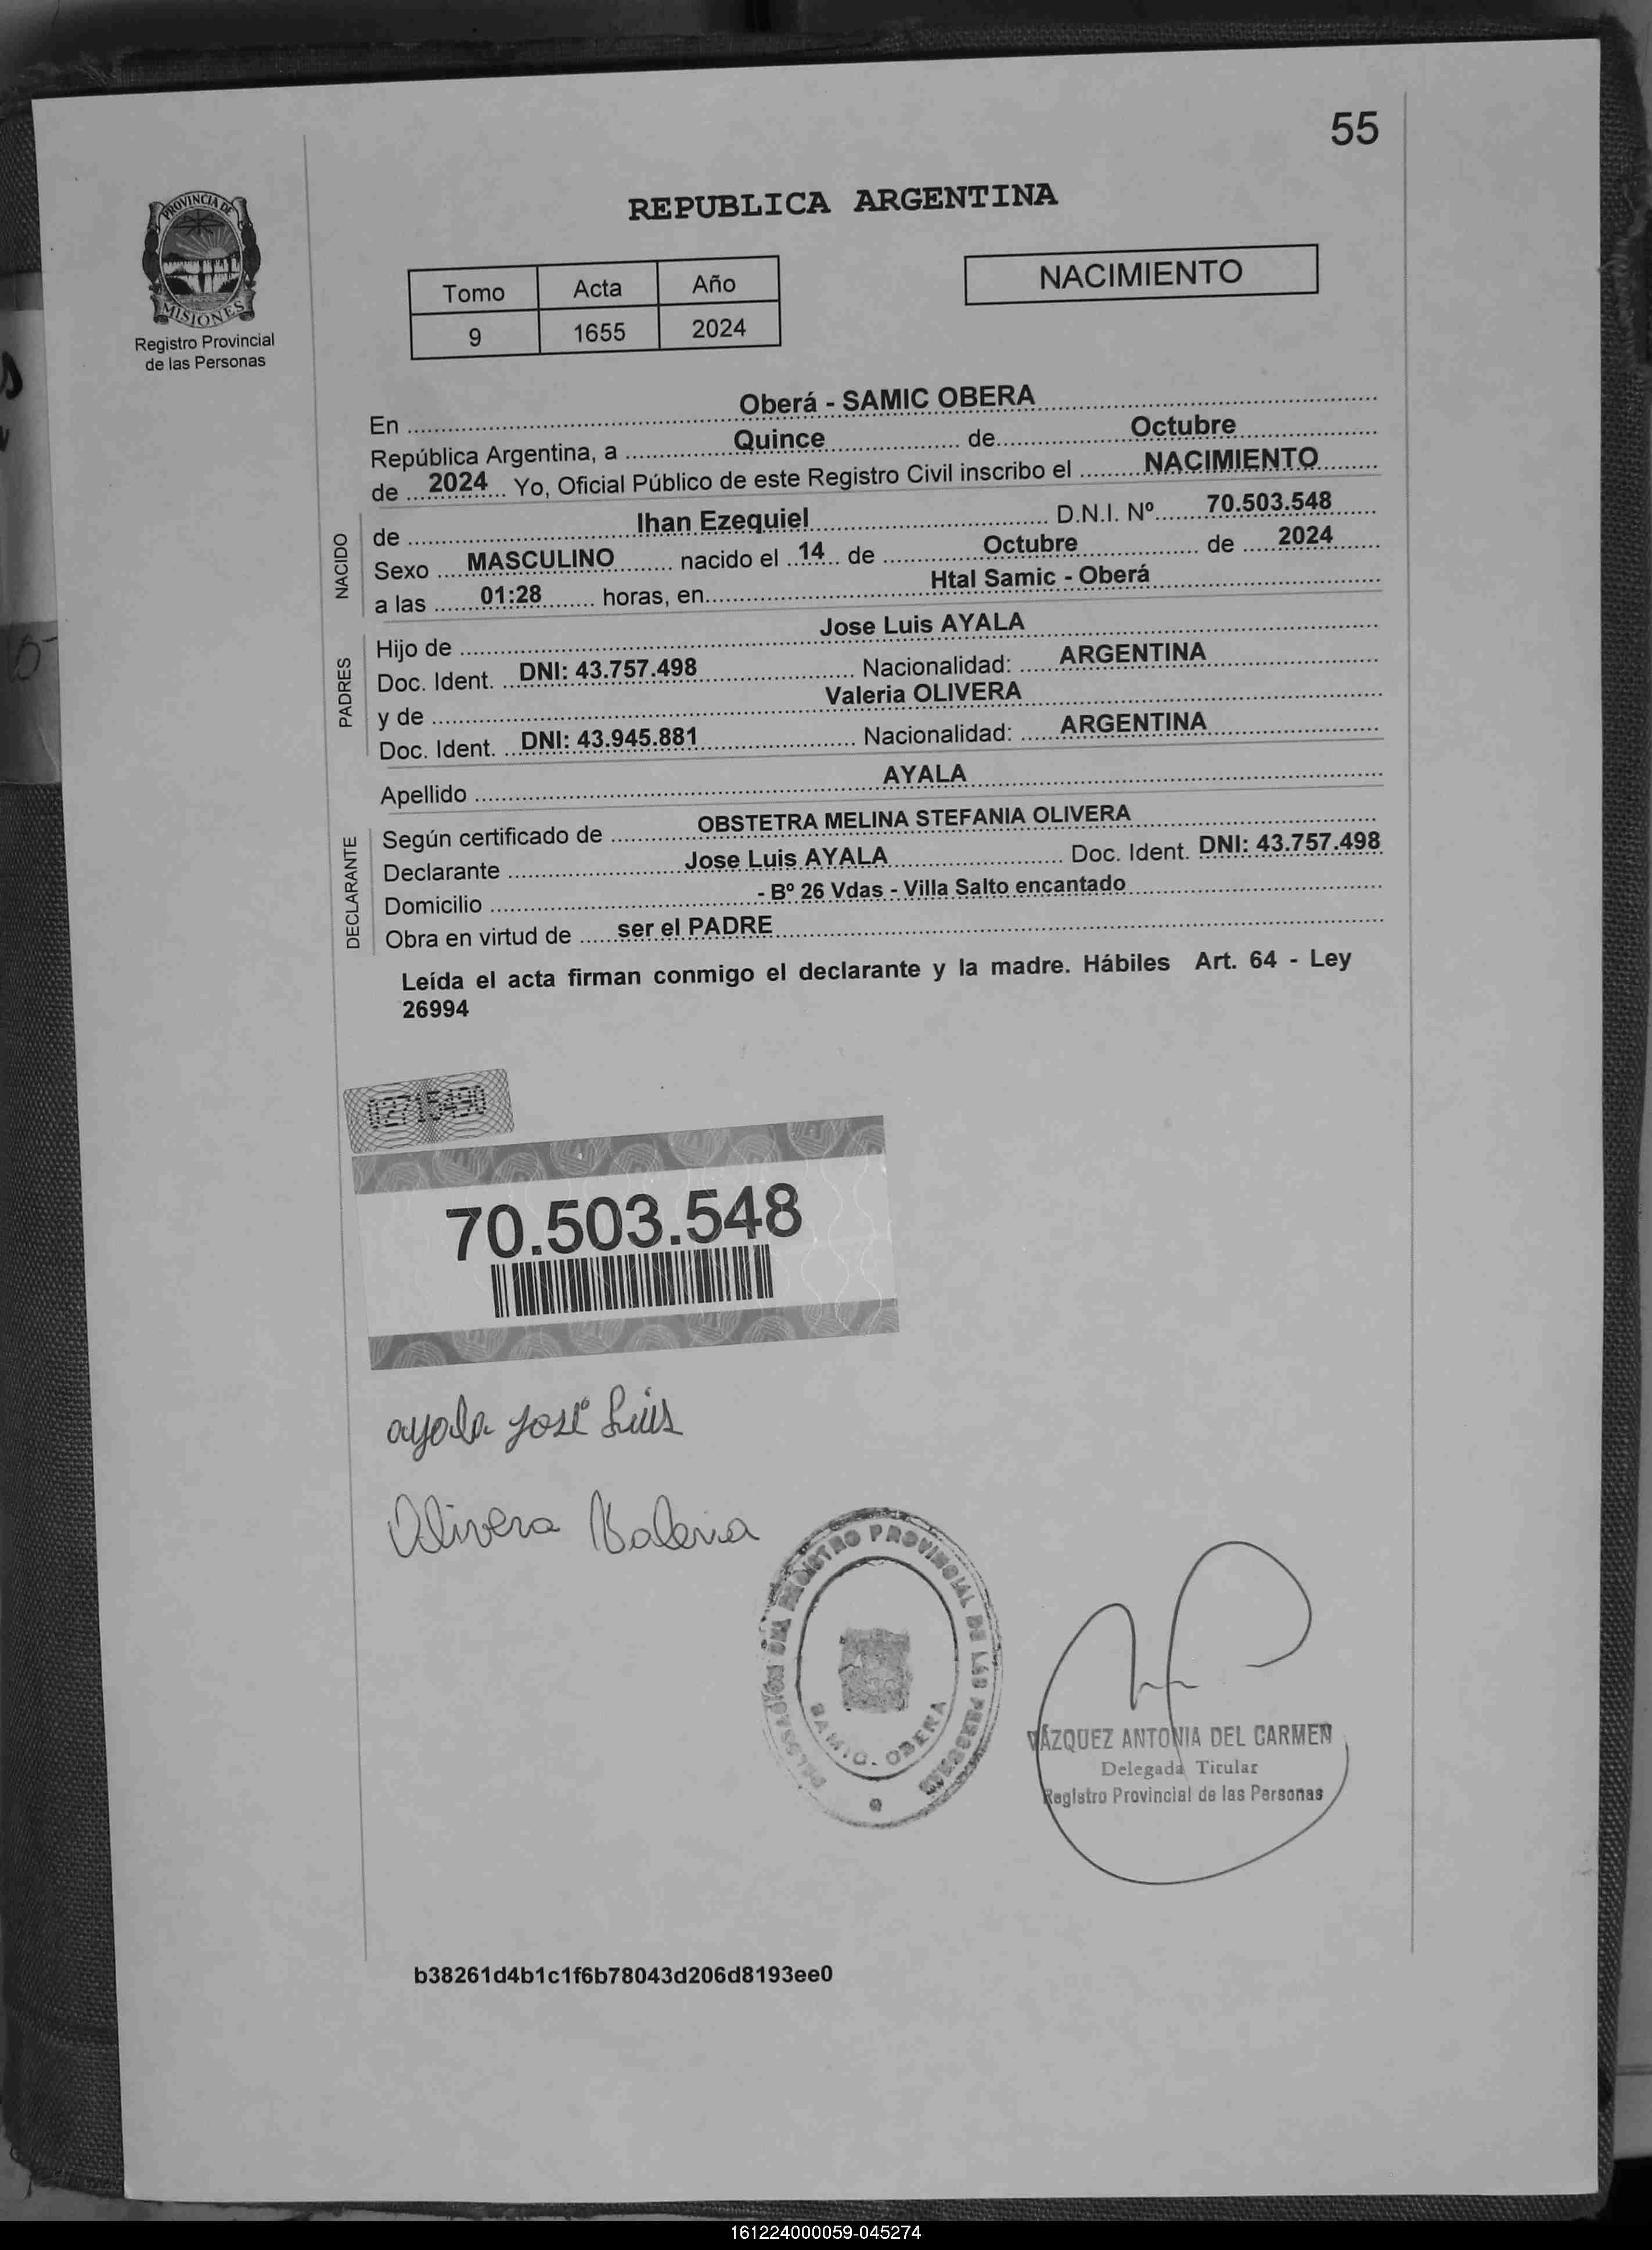 55
PROVINCIA DE
MISIONES
Registro Provincial
de las Personas
REPUBLICA ARGENTINA
Tomo Acta Año
9 1655 2024
NACIMIENTO
En Oberá - SAMIC OBERA
República Argentina, a Quince de Octubre
de 2024 Yo, Oficial Público de este Registro Civil inscribo el NACIMIENTO
NACIDO
de Ihan Ezequiel D.N.I. Nº 70.503.548
Sexo MASCULINO nacido el 14 de Octubre de 2024
a las 01:28 horas, en Htal Samic - Oberá
PADRES
Hijo de Jose Luis AYALA
Doc. Ident. DNI: 43.757.498 Nacionalidad: ARGENTINA
y de Valeria OLIVERA
Doc. Ident. DNI: 43.945.881 Nacionalidad: ARGENTINA
Apellido AYALA
DECLARANTE
Según certificado de OBSTETRA MELINA STEFANIA OLIVERA
Declarante Jose Luis AYALA Doc. Ident. DNI: 43.757.498
Domicilio - Bº 26 Vdas - Villa Salto encantado
Obra en virtud de ser el PADRE
Leída el acta firman conmigo el declarante y la madre. Hábiles Art. 64 - Ley
26994
70.503.548
ayala José Luis
Olivera Valeria
DELEGACION DEL REGISTRO PROVINCIAL DE LAS PERSONAS
SAMIC. OBERA
VÁZQUEZ ANTONIA DEL CARMEN
Delegada Titular
Registro Provincial de las Personas
b38261d4b1c1f6b78043d206d8193ee0
161224000059-045274